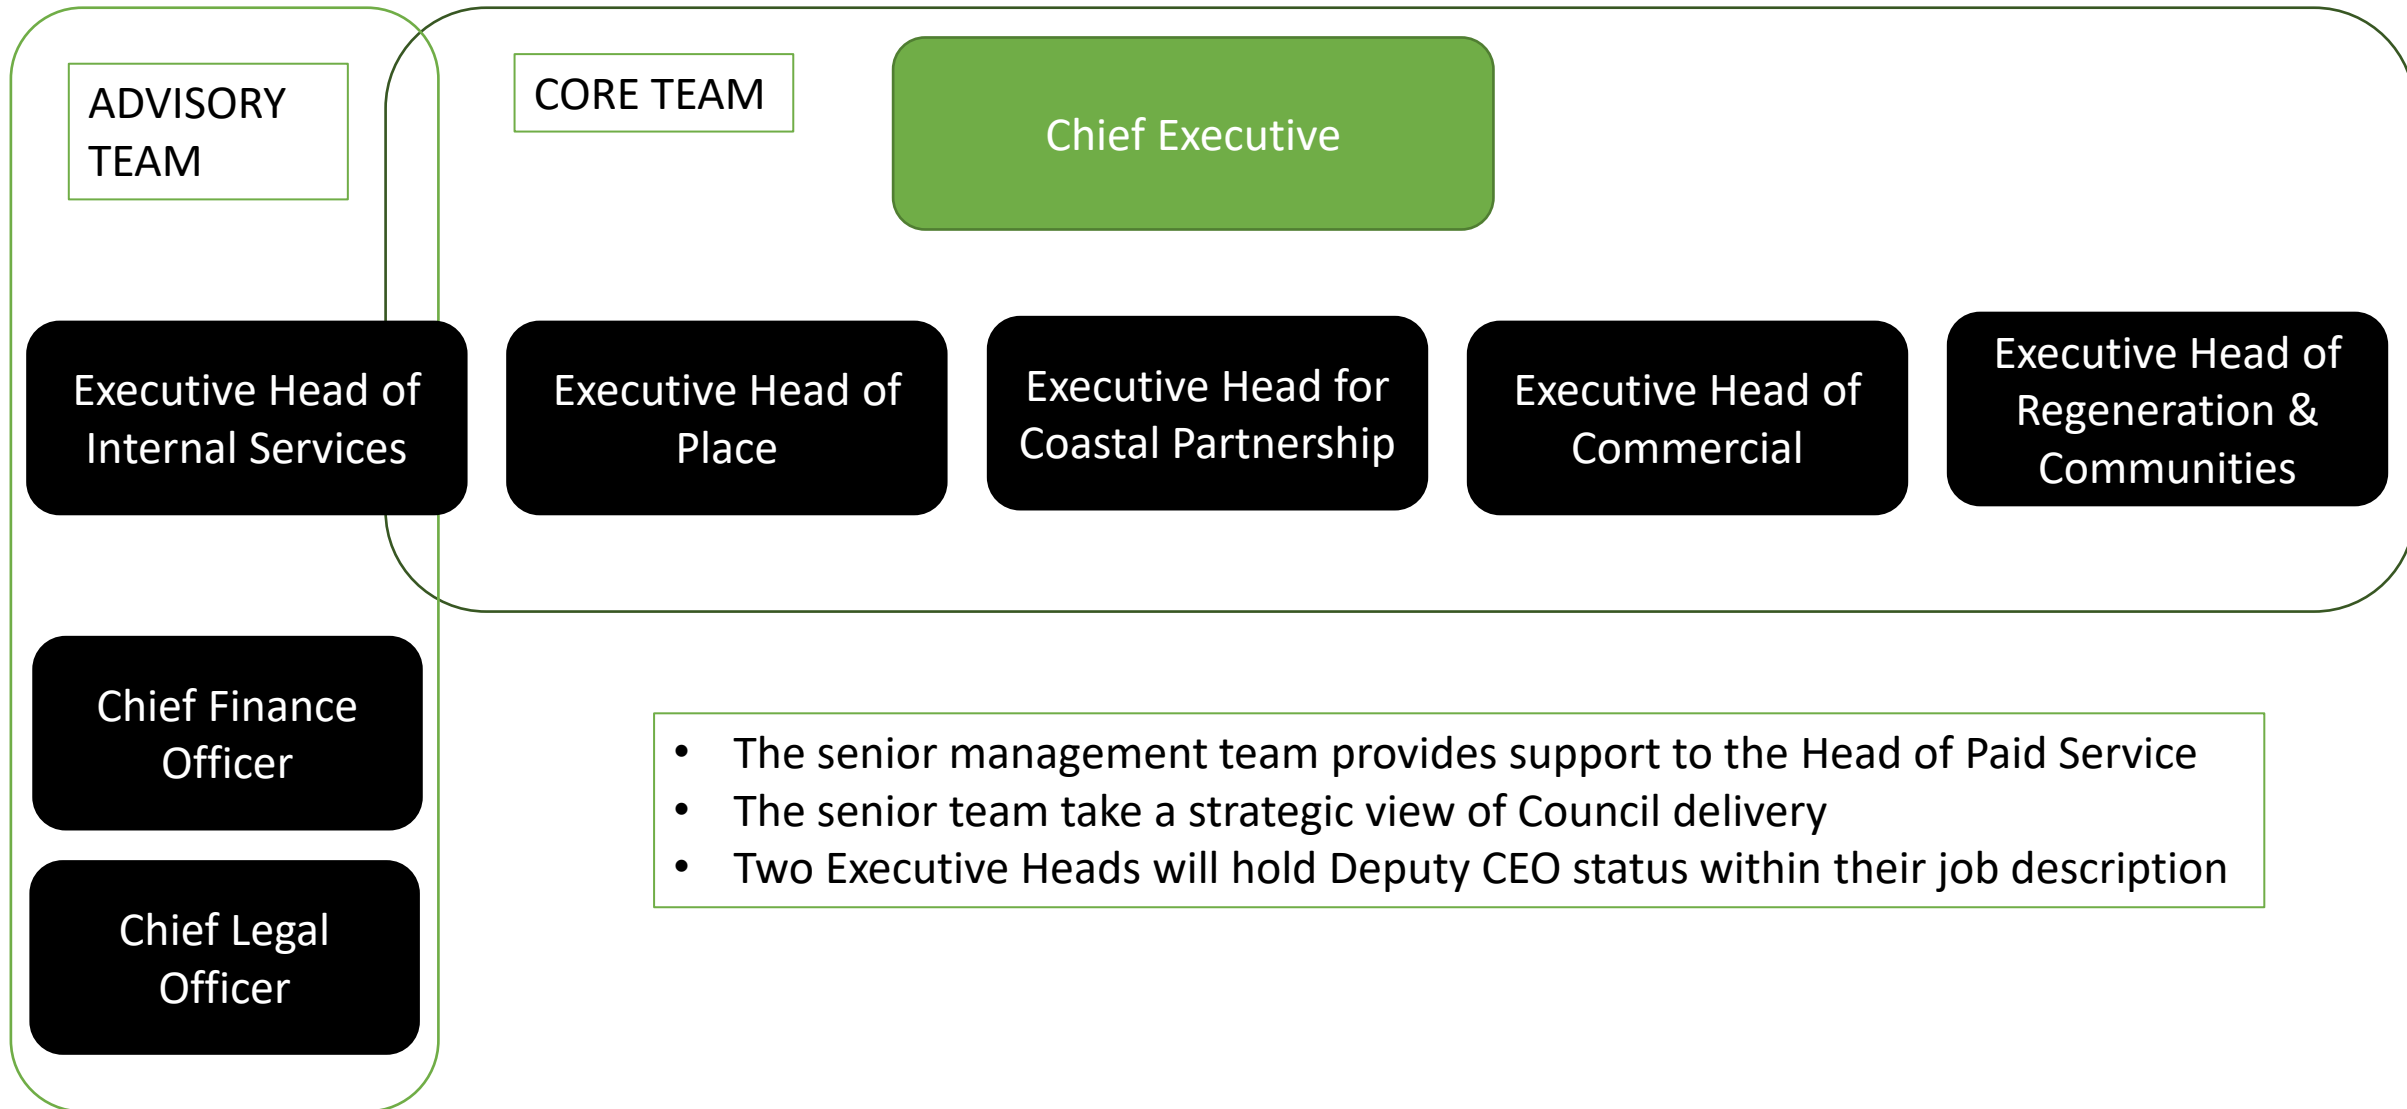 ADVISORY
TEAM
CORE TEAM
Chief Executive
Executive Head of
Internal Services
Executive Head of
Place
Executive Head for
Coastal Partnership
Executive Head of
Commercial
Executive Head of
Regeneration &
Communities
Chief Finance
Officer
Chief Legal
Officer
• The senior management team provides support to the Head of Paid Service
• The senior team take a strategic view of Council delivery
• Two Executive Heads will hold Deputy CEO status within their job description